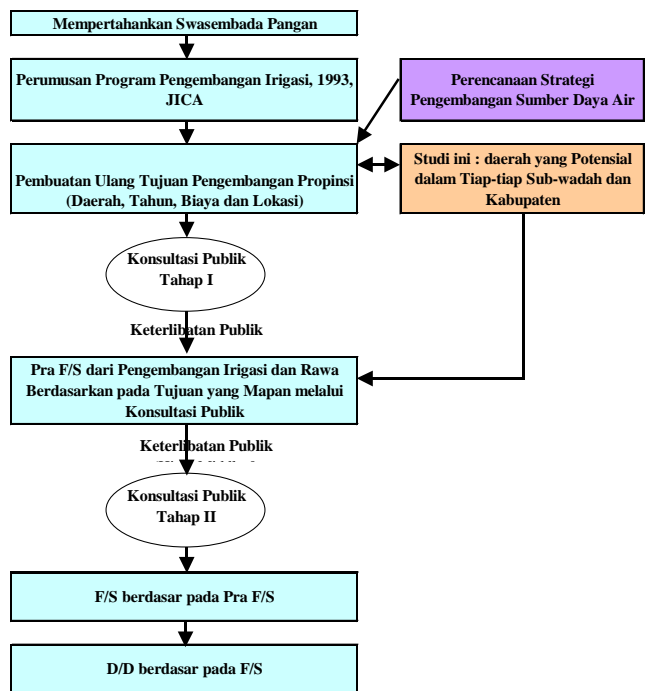 Mempertahankan Swasembada Pangan
Perumusan Program Pengembangan Irigasi, 1993,
JICA
Perencanaan Strategi
Pengembangan Sumber Daya Air
Pembuatan Ulang Tujuan Pengembangan Propinsi
(Daerah, Tahun, Biaya dan Lokasi)
Studi ini : daerah yang Potensial
dalam Tiap-tiap Sub-wadah dan
Kabupaten
Konsultasi Publik
Tahap I
Keterlibatan Publik
Pra F/S dari Pengembangan Irigasi dan Rawa
Berdasarkan pada Tujuan yang Mapan melalui
Konsultasi Publik
Keterlibatan Publik
Konsultasi Publik
Tahap II
F/S berdasar pada Pra F/S
D/D berdasar pada F/S